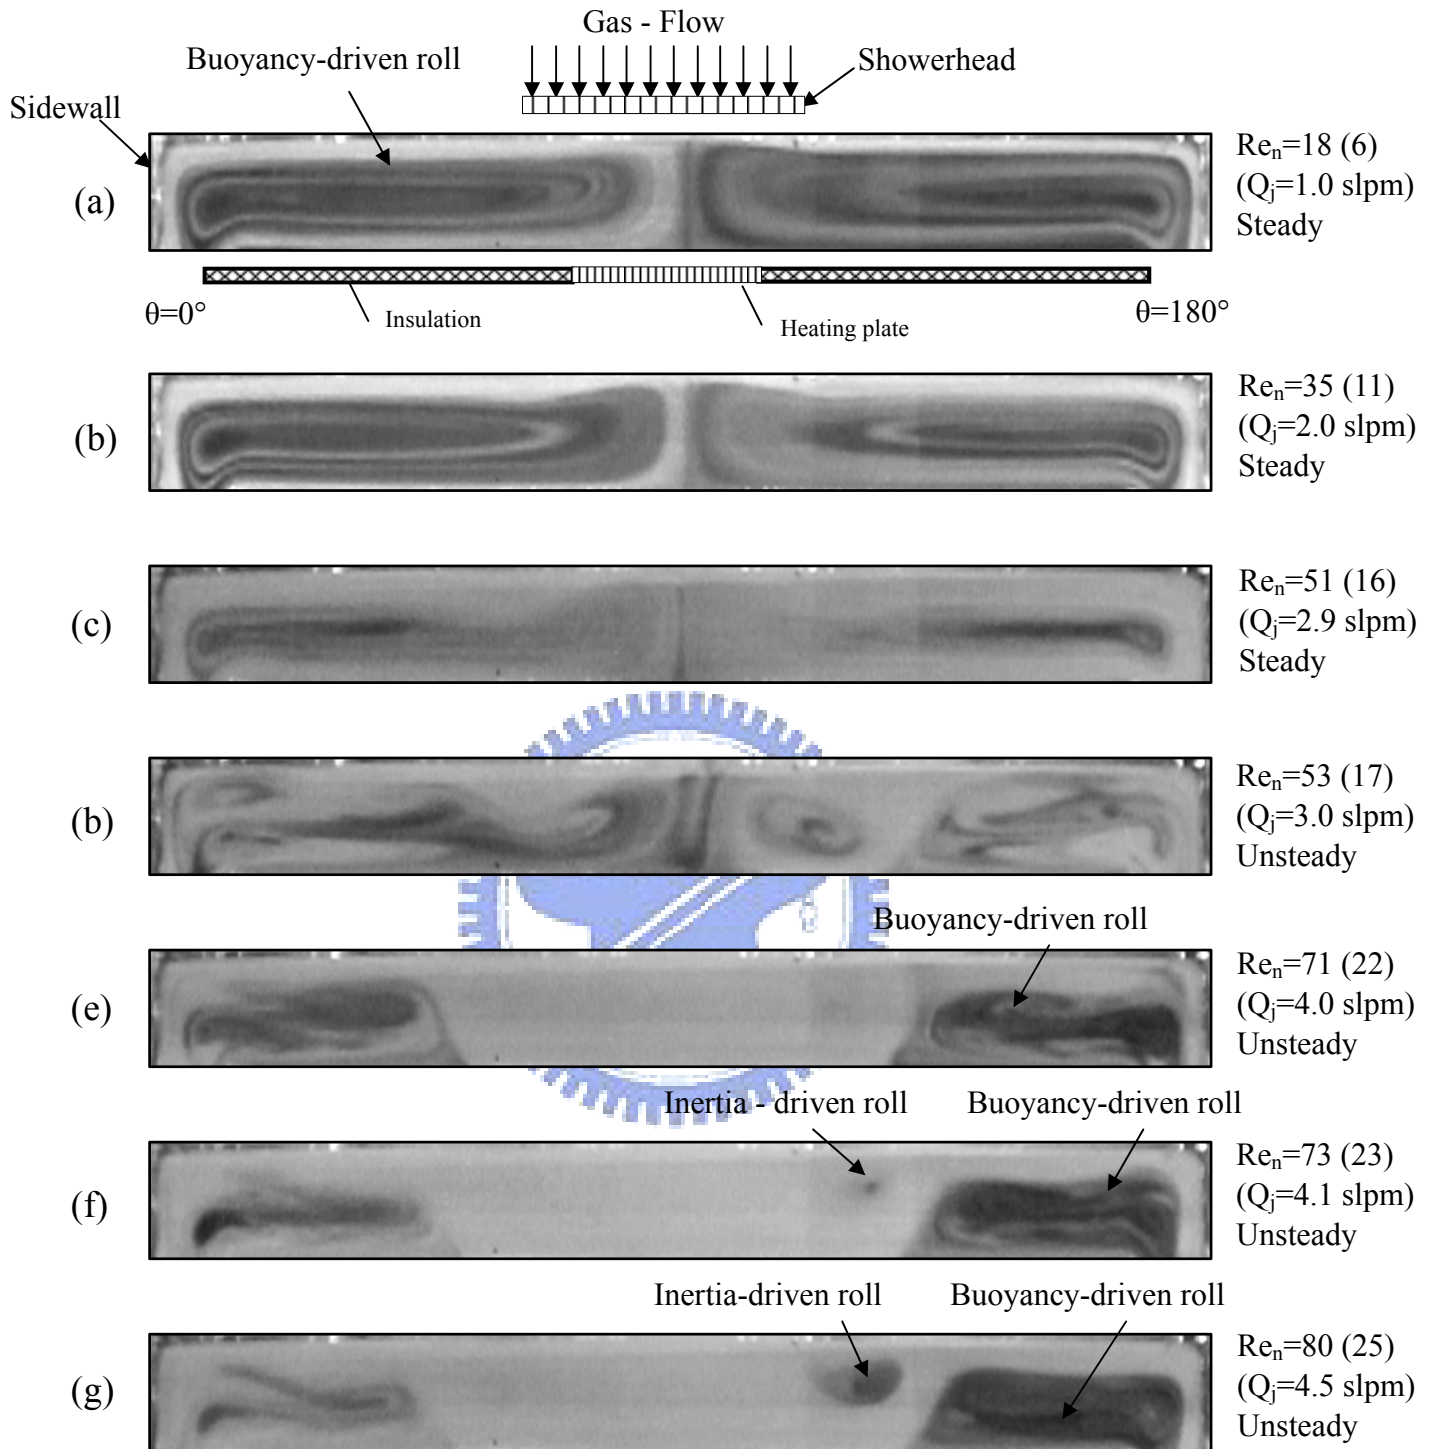 Gas - Flow
Buoyancy-driven roll
Showerhead
Sidewall
(a)
Re_n=18 (6)
(Q_j=1.0 slpm)
Steady
θ=0°
Insulation
Heating plate
θ=180°
(b)
Re_n=35 (11)
(Q_j=2.0 slpm)
Steady
(c)
Re_n=51 (16)
(Q_j=2.9 slpm)
Steady
(b)
Re_n=53 (17)
(Q_j=3.0 slpm)
Unsteady
Buoyancy-driven roll
(e)
Re_n=71 (22)
(Q_j=4.0 slpm)
Unsteady
Inertia - driven roll
Buoyancy-driven roll
(f)
Re_n=73 (23)
(Q_j=4.1 slpm)
Unsteady
Inertia-driven roll
Buoyancy-driven roll
(g)
Re_n=80 (25)
(Q_j=4.5 slpm)
Unsteady